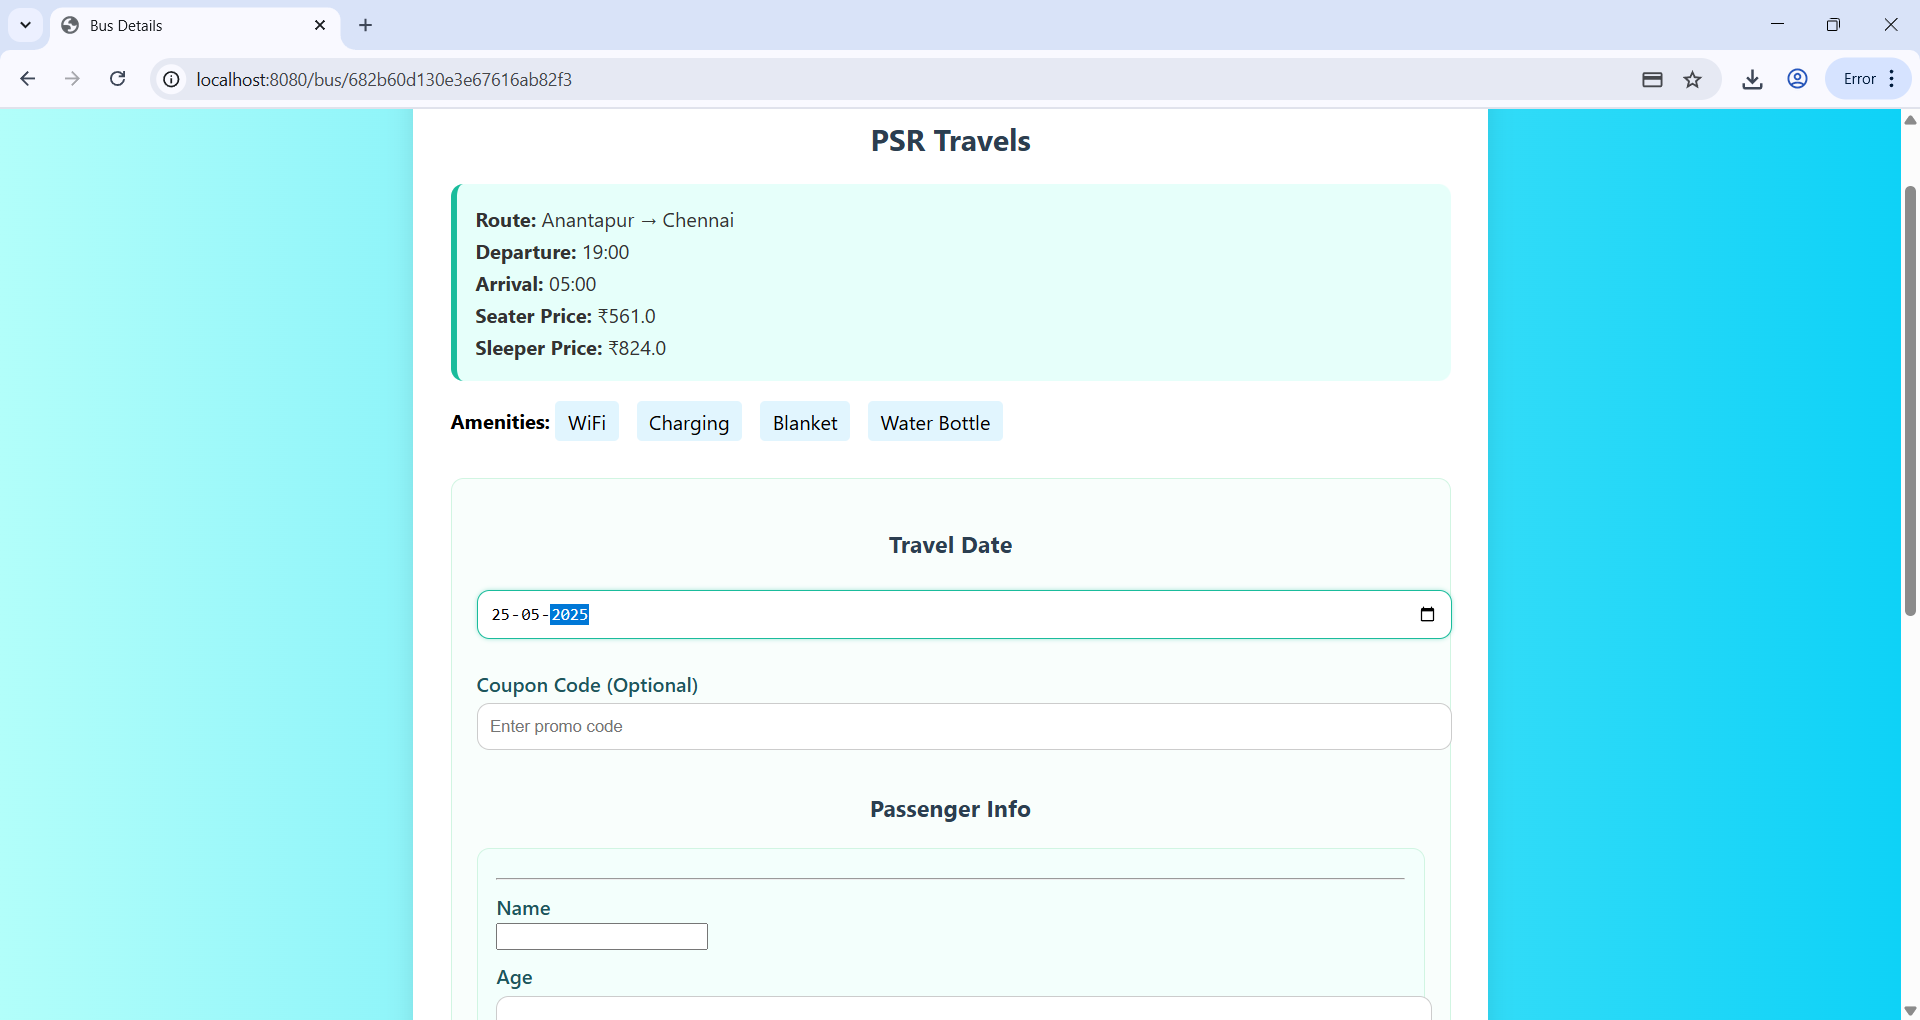 Bus Details
localhost:8080/bus/682b60d130e3e67616ab82f3
Error
PSR Travels
Route: Anantapur → Chennai
Departure: 19:00
Arrival: 05:00
Seater Price: ₹561.0
Sleeper Price: ₹824.0
Amenities: WiFi Charging Blanket Water Bottle
Travel Date
25-05-2025
Coupon Code (Optional)
Enter promo code
Passenger Info
Name
Age